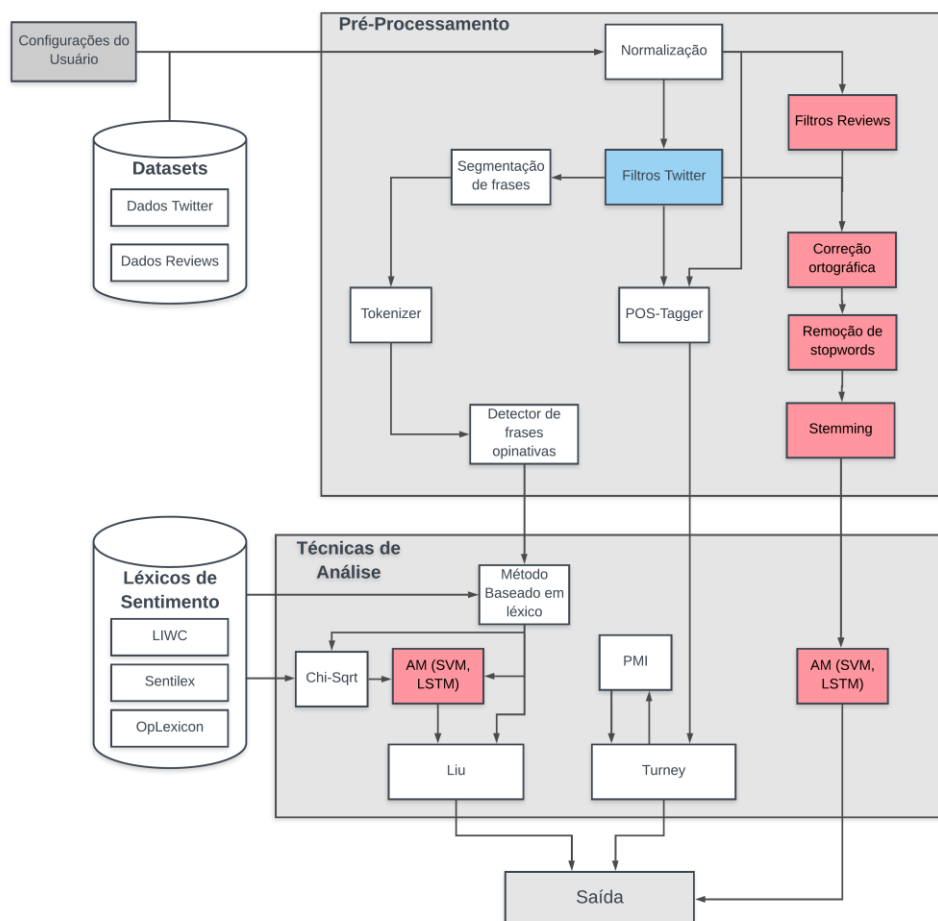 Pré-Processamento
Configurações do
Usuário
Normalização
Filtros Reviews
Datasets
Dados Twitter
Dados Reviews
Segmentação
de frases
Filtros Twitter
Correção
ortográfica
Tokenizer
POS-Tagger
Remoção de
stopwords
Detector de
frases
opinativas
Stemming
Técnicas de
Análise
Léxicos de
Sentimento
LIWC
Sentilex
OpLexicon
Método
Baseado em
léxico
Chi-Sqrt
AM (SVM,
LSTM)
PMI
AM (SVM,
LSTM)
Liu
Turney
Saída